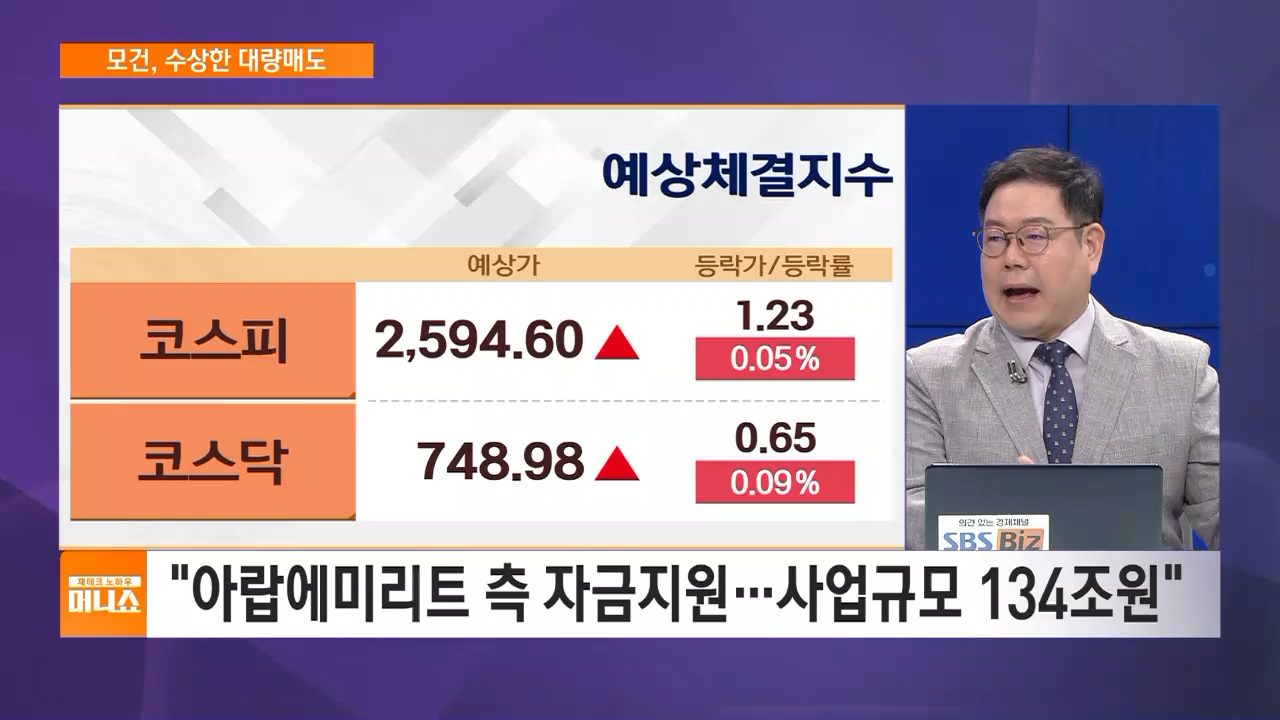 모건, 수상한 대량매도
예상체결지수
예상가 등락가/등락률
코스피 2,594.60 ▲ 1.23
0.05%
코스닥 748.98 ▲ 0.65
0.09%
의견 있는 경제채널
SBS Biz
재테크 노하우
머니쇼
"아랍에미리트 측 자금지원…사업규모 134조원"